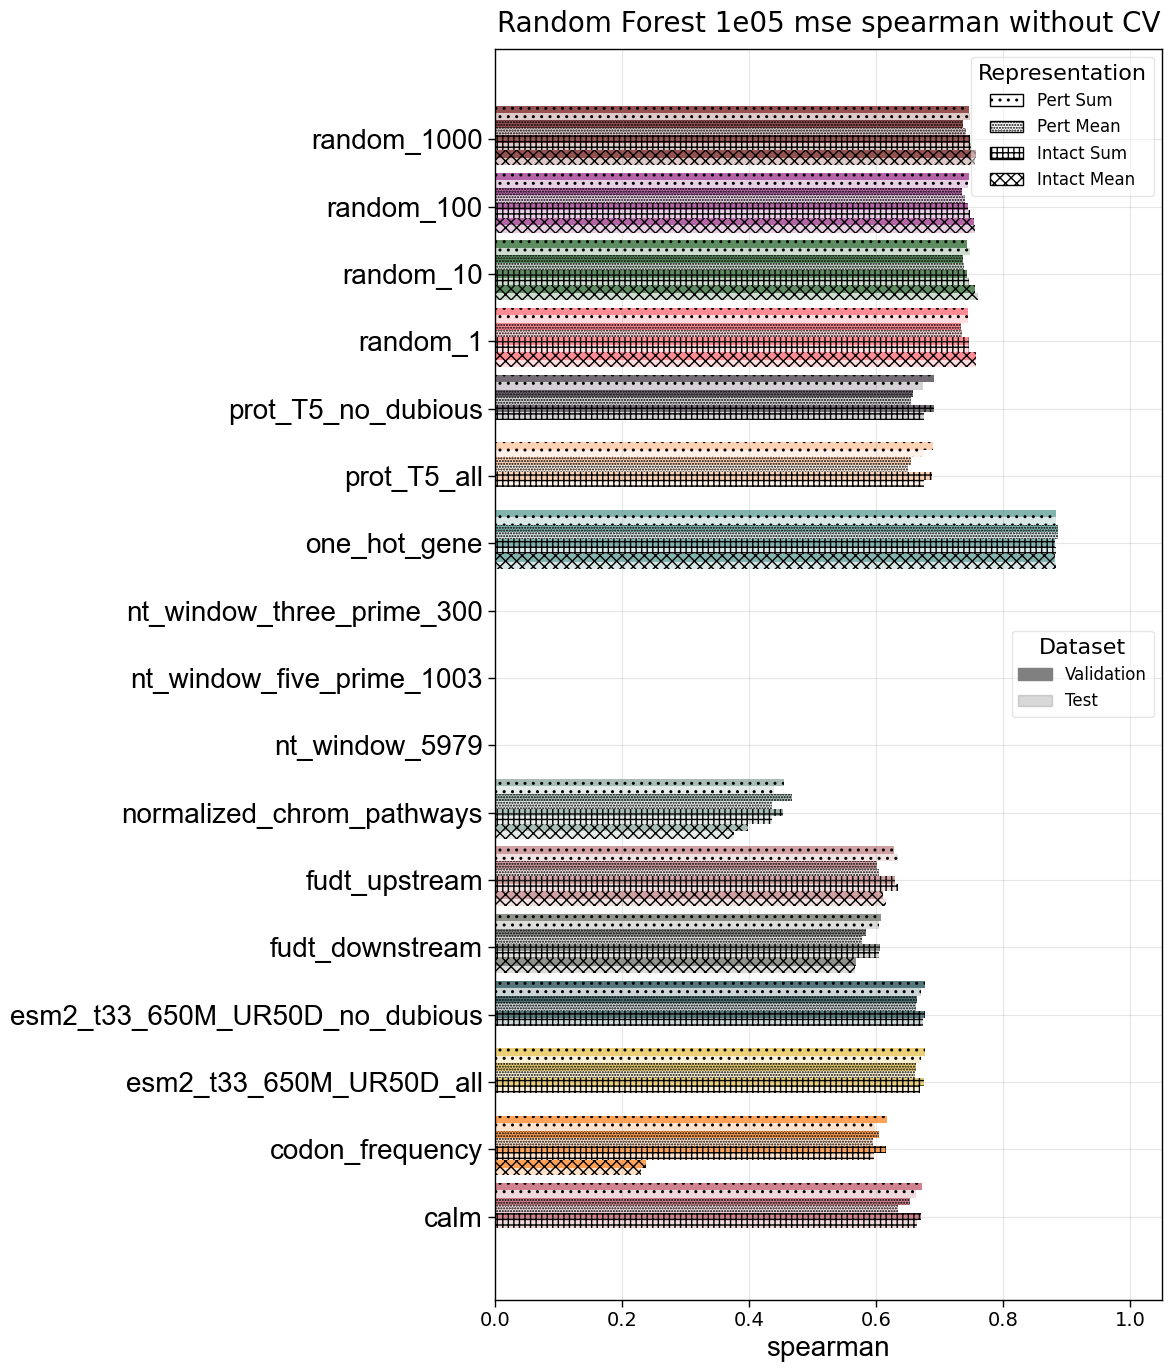 Random Forest 1e05 mse spearman without CV
Representation
Pert Sum
Pert Mean
Intact Sum
Intact Mean
random_1000
random_100
random_10
random_1
prot_T5_no_dubious
prot_T5_all
one_hot_gene
nt_window_three_prime_300
Dataset
Validation
Test
nt_window_five_prime_1003
nt_window_5979
normalized_chrom_pathways
fudt_upstream
fudt_downstream
esm2_t33_650M_UR50D_no_dubious
esm2_t33_650M_UR50D_all
codon_frequency
calm
0.0 0.2 0.4 0.6 0.8 1.0
spearman